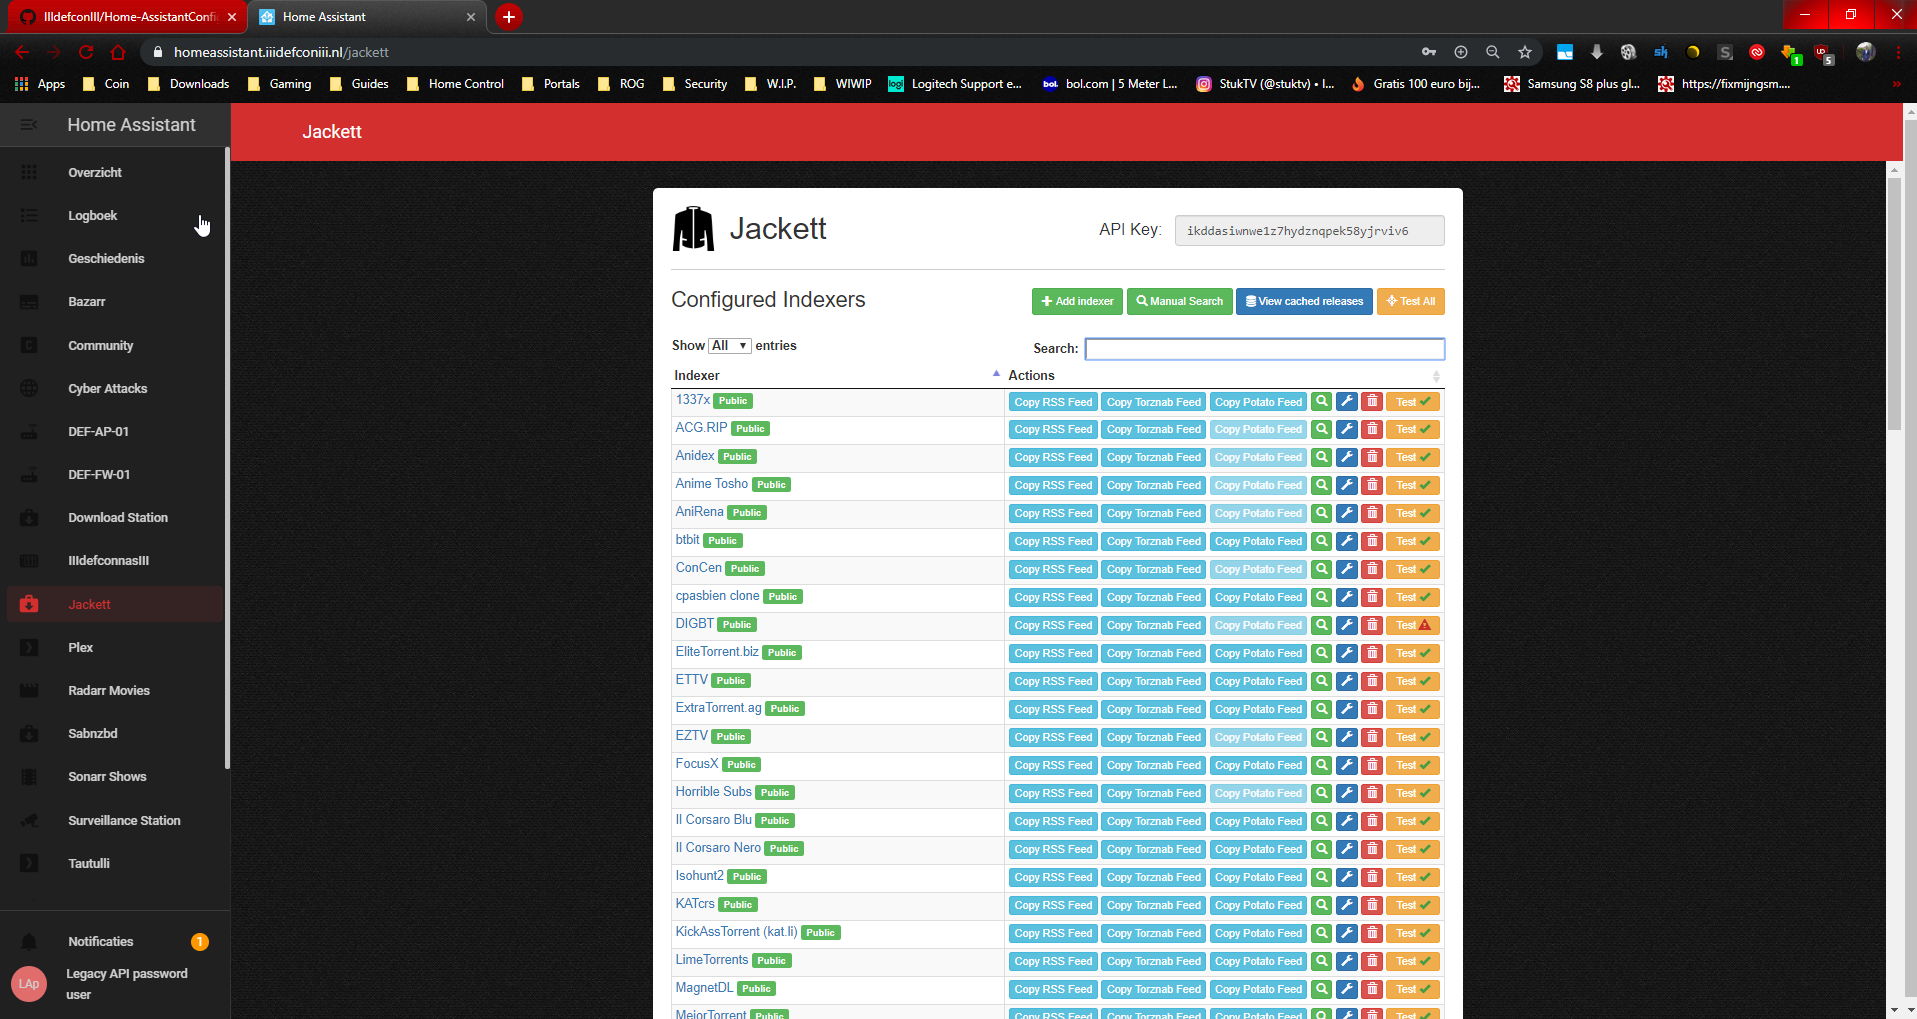 IIIdefconIII/Home-AssistantConfi
Home Assistant
homeassistant.iiidefconiii.nl/jackett
Apps
Coin
Downloads
Gaming
Guides
Home Control
Portals
ROG
Security
W.I.P.
WIWIP
Logitech Support e...
bol.com | 5 Meter L...
StukTV (@stuktv) • I...
Gratis 100 euro bij...
Samsung S8 plus gl...
https://fixmijngsm....
Home Assistant
Jackett
Overzicht
Logboek
Geschiedenis
Bazarr
Community
Cyber Attacks
DEF-AP-01
DEF-FW-01
Download Station
IIIdefconnasIII
Jackett
Plex
Radarr Movies
Sabnzbd
Sonarr Shows
Surveillance Station
Tautulli
Notificaties 1
LAp Legacy API password
user
Jackett API Key: ikddasiwnwe1z7hydznqpek58yjrviv6
Configured Indexers Add indexer Manual Search View cached releases Test All
Show All entries Search:
Indexer Actions
1337x Public Copy RSS Feed Copy Torznab Feed Copy Potato Feed Test
ACG.RIP Public Copy RSS Feed Copy Torznab Feed Copy Potato Feed Test
Anidex Public Copy RSS Feed Copy Torznab Feed Copy Potato Feed Test
Anime Tosho Public Copy RSS Feed Copy Torznab Feed Copy Potato Feed Test
AniRena Public Copy RSS Feed Copy Torznab Feed Copy Potato Feed Test
btbit Public Copy RSS Feed Copy Torznab Feed Copy Potato Feed Test
ConCen Public Copy RSS Feed Copy Torznab Feed Copy Potato Feed Test
cpasbien clone Public Copy RSS Feed Copy Torznab Feed Copy Potato Feed Test
DIGBT Public Copy RSS Feed Copy Torznab Feed Copy Potato Feed Test
EliteTorrent.biz Public Copy RSS Feed Copy Torznab Feed Copy Potato Feed Test
ETTV Public Copy RSS Feed Copy Torznab Feed Copy Potato Feed Test
ExtraTorrent.ag Public Copy RSS Feed Copy Torznab Feed Copy Potato Feed Test
EZTV Public Copy RSS Feed Copy Torznab Feed Copy Potato Feed Test
FocusX Public Copy RSS Feed Copy Torznab Feed Copy Potato Feed Test
Horrible Subs Public Copy RSS Feed Copy Torznab Feed Copy Potato Feed Test
Il Corsaro Blu Public Copy RSS Feed Copy Torznab Feed Copy Potato Feed Test
Il Corsaro Nero Public Copy RSS Feed Copy Torznab Feed Copy Potato Feed Test
Isohunt2 Public Copy RSS Feed Copy Torznab Feed Copy Potato Feed Test
KATcrs Public Copy RSS Feed Copy Torznab Feed Copy Potato Feed Test
KickAssTorrent (kat.li) Public Copy RSS Feed Copy Torznab Feed Copy Potato Feed Test
LimeTorrents Public Copy RSS Feed Copy Torznab Feed Copy Potato Feed Test
MagnetDL Public Copy RSS Feed Copy Torznab Feed Copy Potato Feed Test
MejorTorrent Public Copy RSS Feed Copy Torznab Feed Copy Potato Feed Test